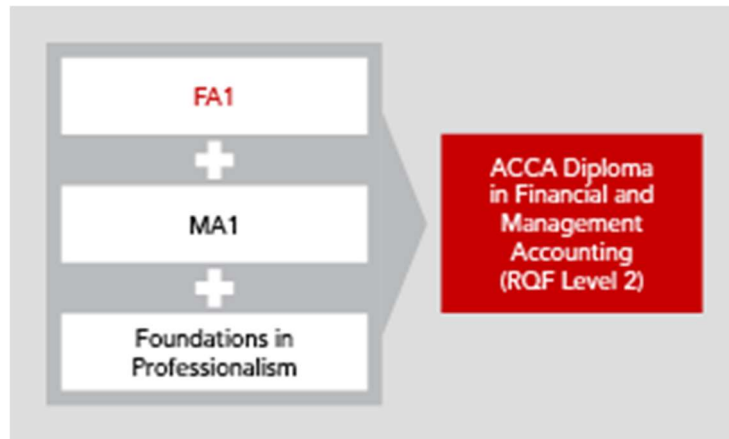 FA1
MA1
Foundations in
Professionalism
ACCA Diploma
in Financial and
Management
Accounting
(RQF Level 2)